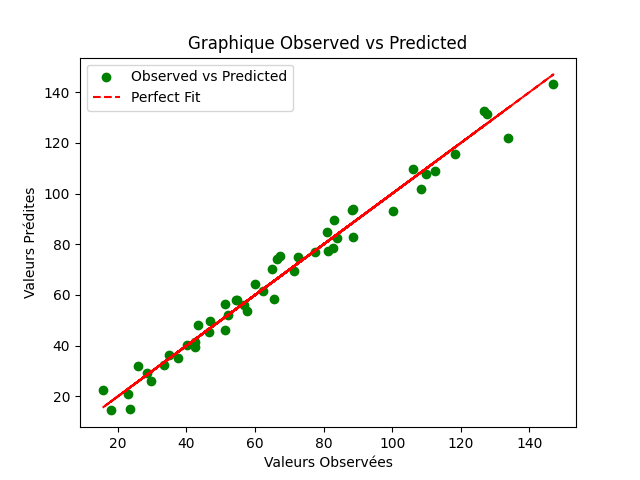 Graphique Observed vs Predicted
Observed vs Predicted
Perfect Fit
140
120
100
80
60
40
20
Valeurs Prédites
20 40 60 80 100 120 140
Valeurs Observées